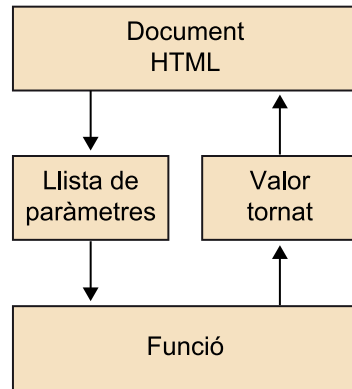 Document
HTML
Llista de
paràmetres
Valor
tornat
Funció